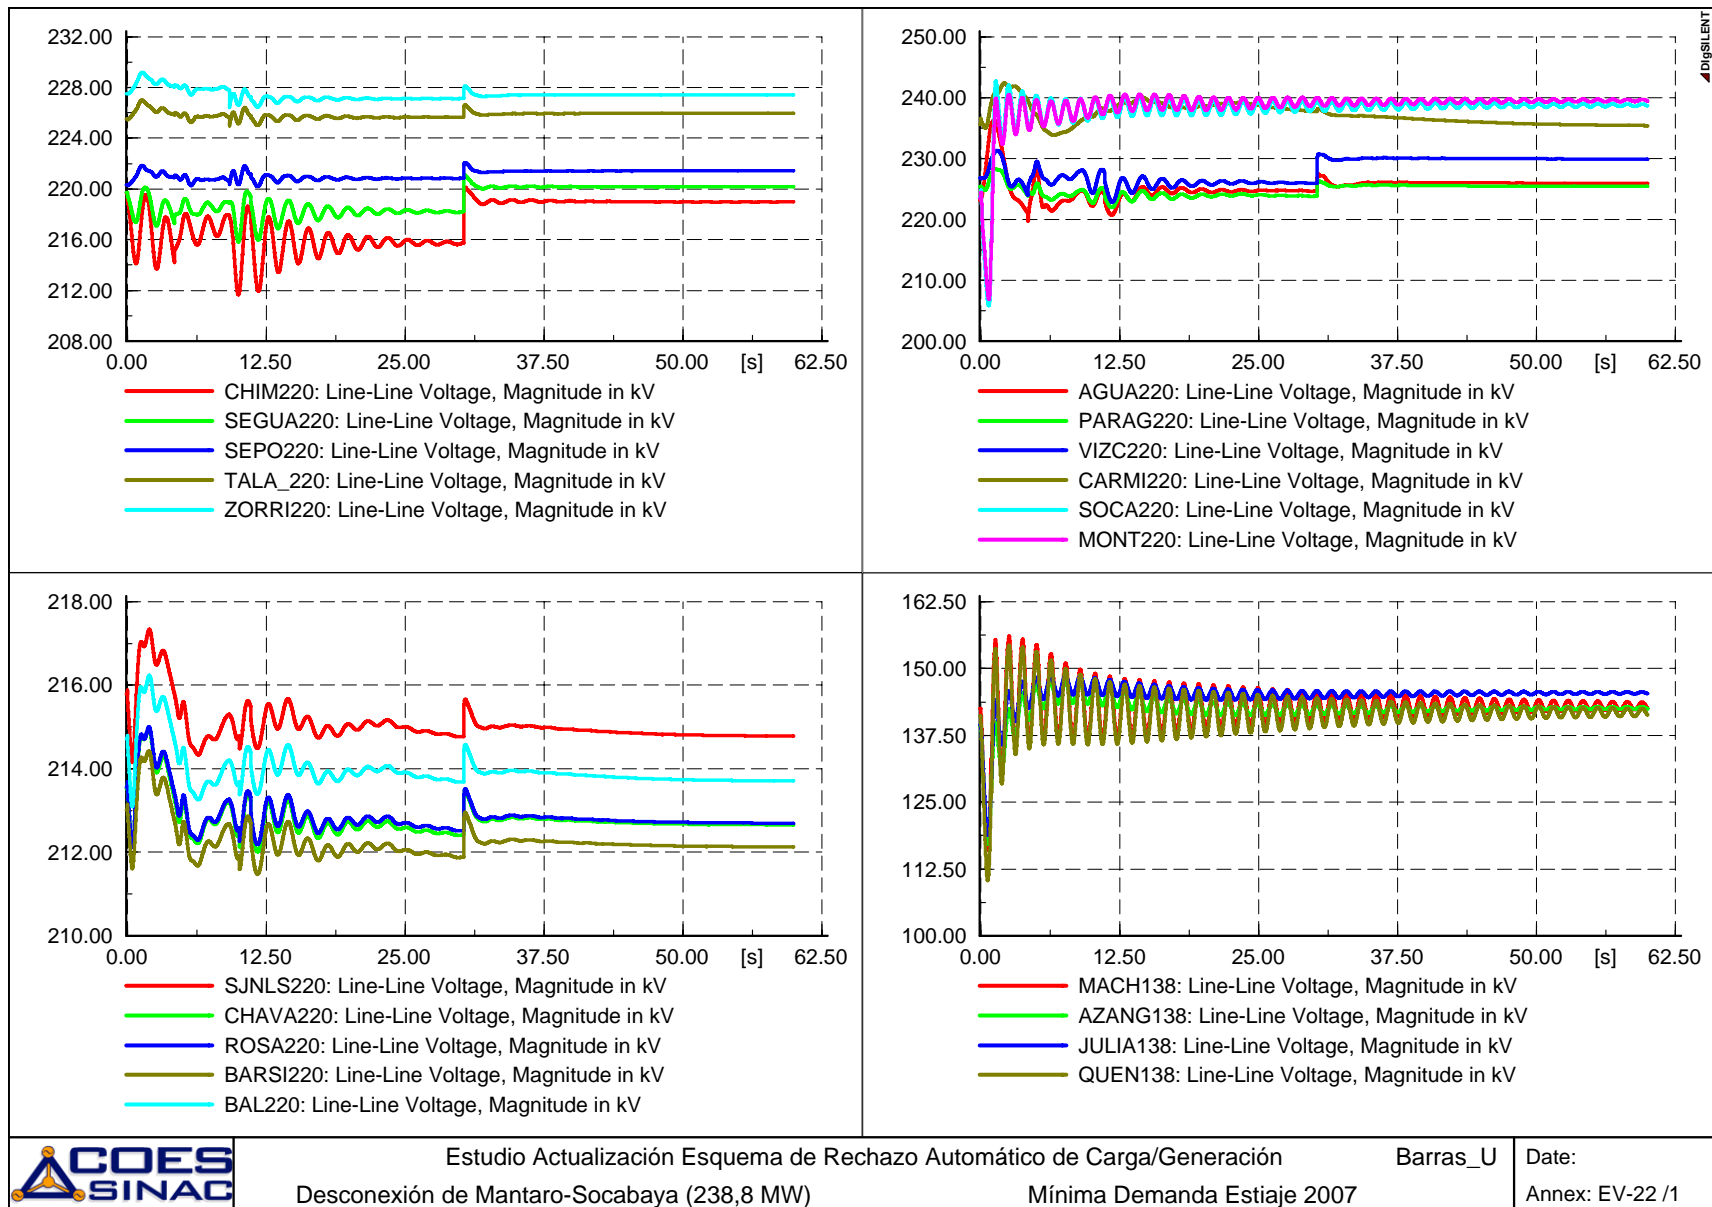 232.00
228.00
224.00
220.00
216.00
212.00
208.00
0.00 12.50 25.00 37.50 50.00 [s] 62.50
CHIM220: Line-Line Voltage, Magnitude in kV
SEGUA220: Line-Line Voltage, Magnitude in kV
SEPO220: Line-Line Voltage, Magnitude in kV
TALA_220: Line-Line Voltage, Magnitude in kV
ZORRI220: Line-Line Voltage, Magnitude in kV
250.00
240.00
230.00
220.00
210.00
200.00
0.00 12.50 25.00 37.50 50.00 [s] 62.50
AGUA220: Line-Line Voltage, Magnitude in kV
PARAG220: Line-Line Voltage, Magnitude in kV
VIZC220: Line-Line Voltage, Magnitude in kV
CARMI220: Line-Line Voltage, Magnitude in kV
SOCA220: Line-Line Voltage, Magnitude in kV
MONT220: Line-Line Voltage, Magnitude in kV
DIgSILENT
218.00
216.00
214.00
212.00
210.00
0.00 12.50 25.00 37.50 50.00 [s] 62.50
SJNLS220: Line-Line Voltage, Magnitude in kV
CHAVA220: Line-Line Voltage, Magnitude in kV
ROSA220: Line-Line Voltage, Magnitude in kV
BARSI220: Line-Line Voltage, Magnitude in kV
BAL220: Line-Line Voltage, Magnitude in kV
162.50
150.00
137.50
125.00
112.50
100.00
0.00 12.50 25.00 37.50 50.00 [s] 62.50
MACH138: Line-Line Voltage, Magnitude in kV
AZANG138: Line-Line Voltage, Magnitude in kV
JULIA138: Line-Line Voltage, Magnitude in kV
QUEN138: Line-Line Voltage, Magnitude in kV
COES
SINAC
Estudio Actualización Esquema de Rechazo Automático de Carga/Generación Barras_U
Desconexión de Mantaro-Socabaya (238,8 MW) Mínima Demanda Estiaje 2007
Date:
Annex: EV-22 /1